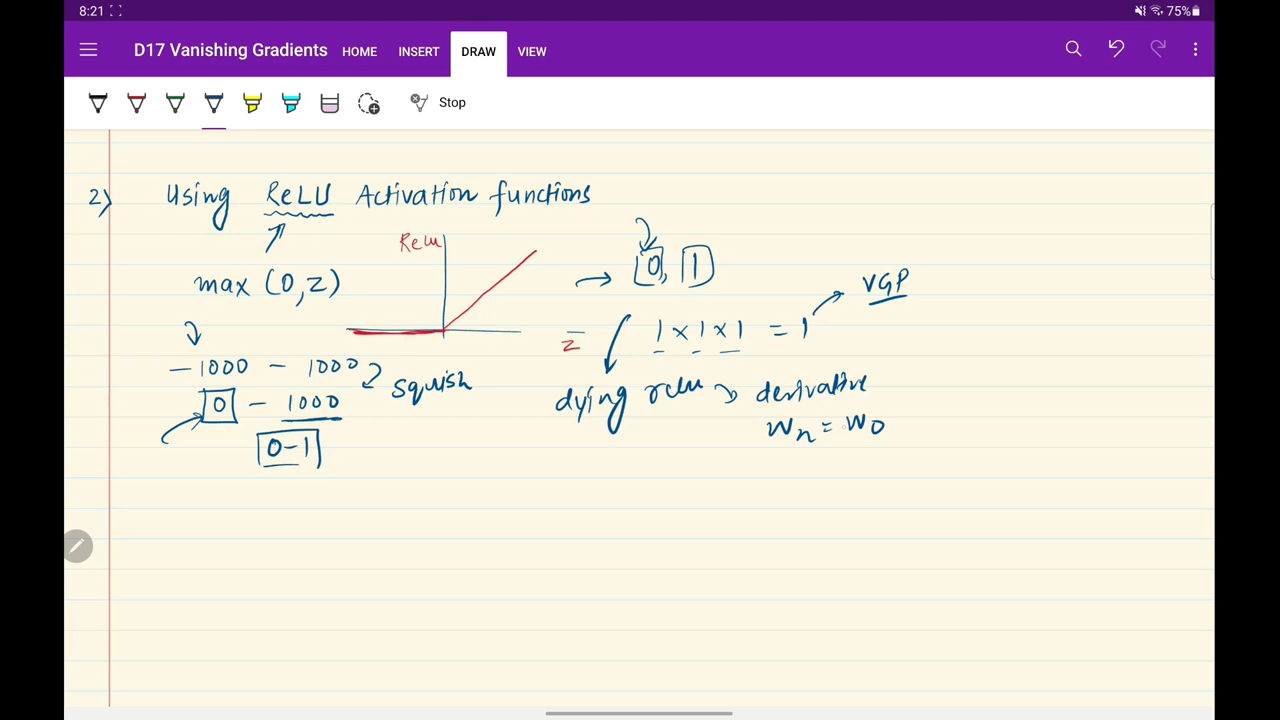 8:21
75%
D17 Vanishing Gradients HOME INSERT DRAW VIEW
Stop
2) Using ReLU Activation functions
Relu
max (0,z)
z
→ 0, 1
1 x 1 x 1 = 1
VGP
-1000 - 1000
0 - 1000
squish
0-1
dying relu → derivative
Wn = Wo